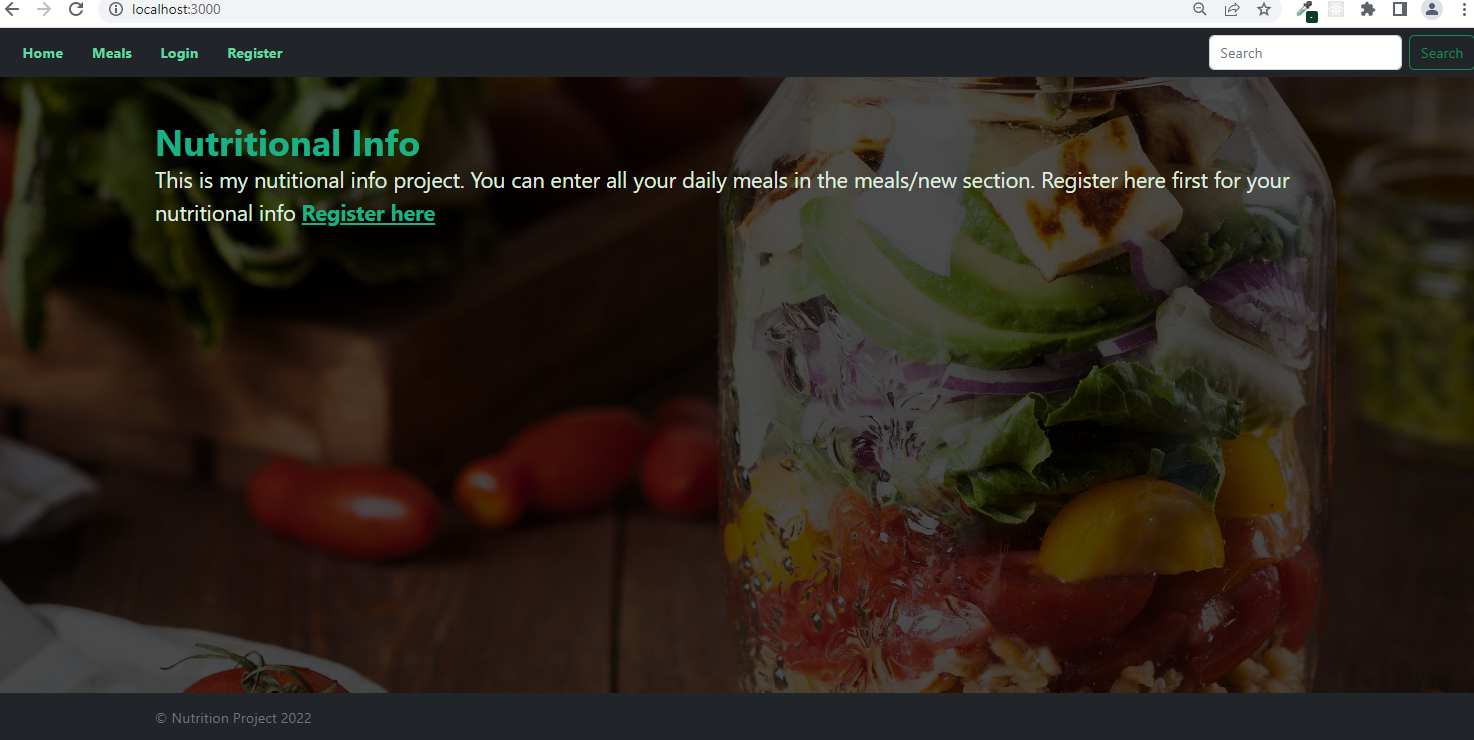 localhost:3000
Home Meals Login Register Search Search
Nutritional Info
This is my nutitional info project. You can enter all your daily meals in the meals/new section. Register here first for your
nutritional info Register here
© Nutrition Project 2022